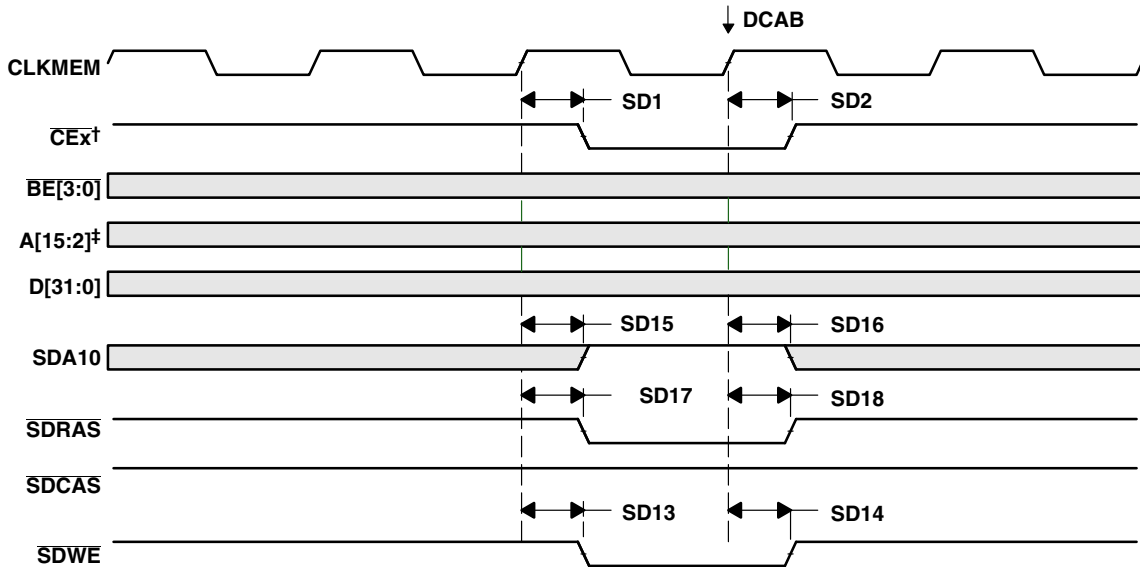 DCAB
CLKMEM
SD1 SD2
CEx†
BE[3:0]
A[15:2]‡
D[31:0]
SD15 SD16
SDA10
SD17 SD18
SDRAS
SDCAS
SD13 SD14
SDWE